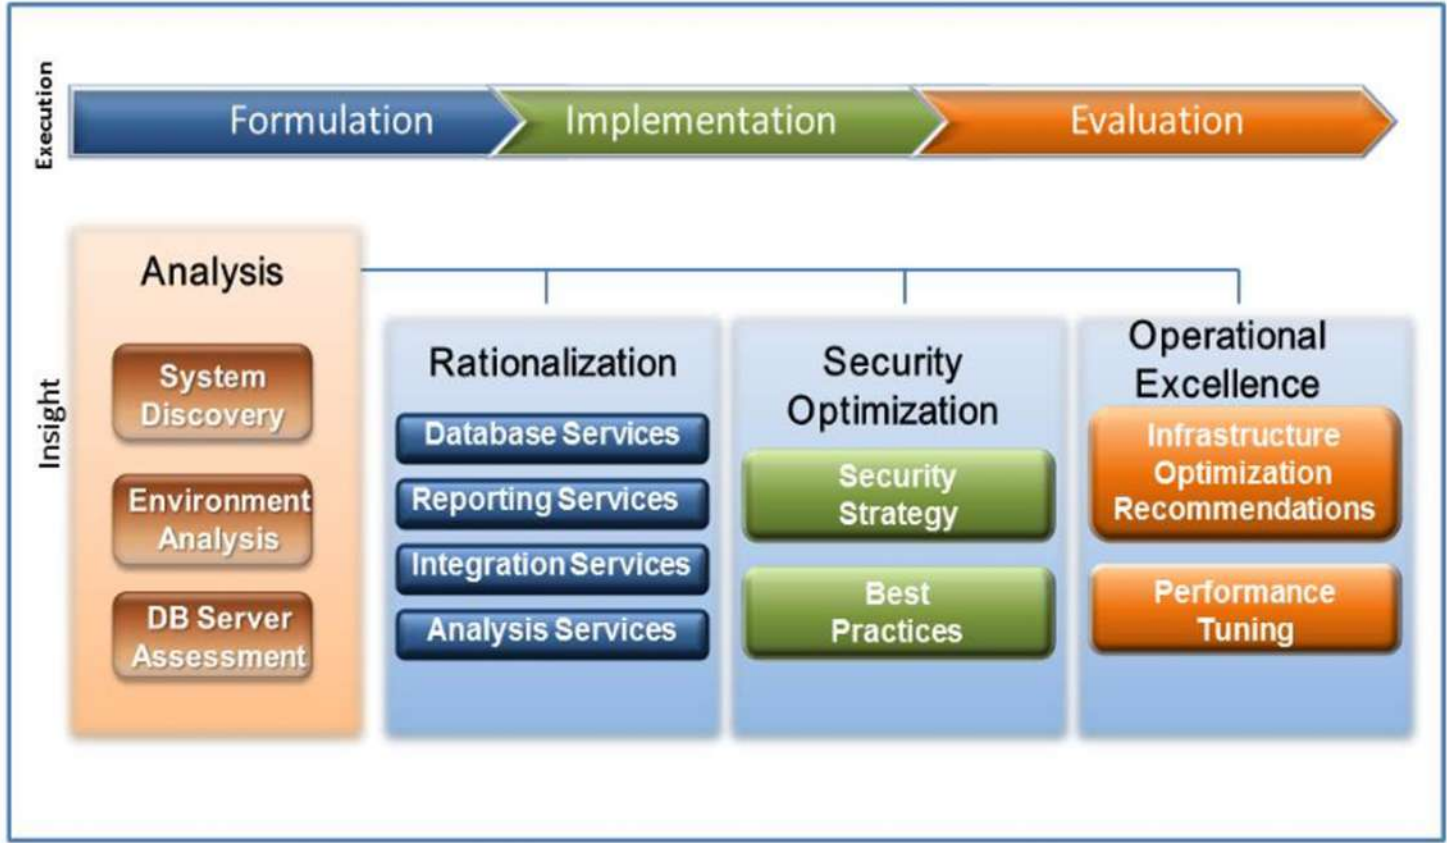 Execution
Formulation
Implementation
Evaluation
Insight
Analysis
System
Discovery
Environment
Analysis
DB Server
Assessment
Rationalization
Database Services
Reporting Services
Integration Services
Analysis Services
Security
Optimization
Security
Strategy
Best
Practices
Operational
Excellence
Infrastructure
Optimization
Recommendations
Performance
Tuning